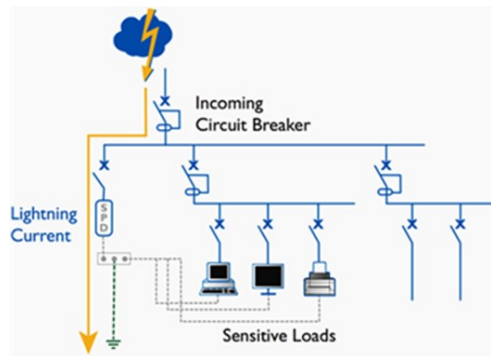 Incoming
Circuit Breaker
Lightning
Current
SPD
Sensitive Loads